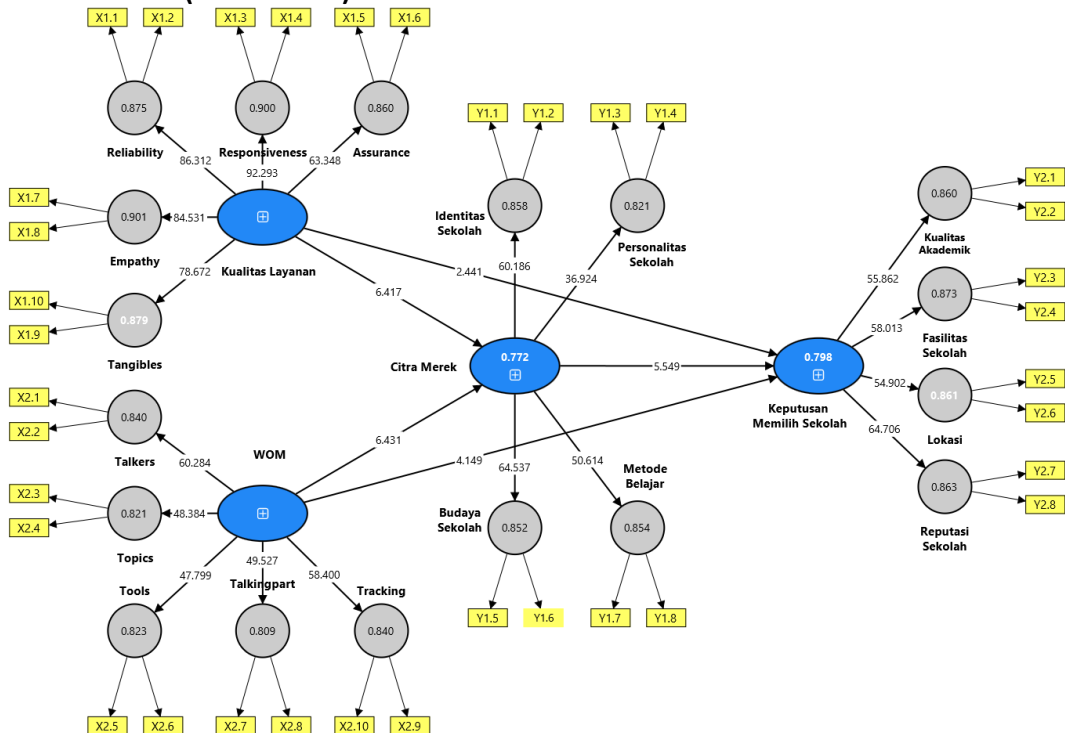 X1.1
X1.2
X1.3
X1.4
X1.5
X1.6
0.875
0.900
0.860
Reliability
Responsiveness
Assurance
86.312
92.293
63.348
X1.7
X1.8
0.901
84.531
Empathy
Kualitas Layanan
78.672
X1.10
X1.9
0.879
Tangibles
Y1.1
Y1.2
Y1.3
Y1.4
0.858
0.821
Identitas
Sekolah
Personalitas
Sekolah
60.186
36.924
2.441
6.417
Citra Merek
0.772
5.549
0.798
Keputusan
Memilih Sekolah
0.860
Y2.1
Y2.2
Kualitas
Akademik
55.862
0.873
Y2.3
Y2.4
Fasilitas
Sekolah
58.013
54.902
0.861
Y2.5
Y2.6
Lokasi
64.706
0.863
Y2.7
Y2.8
Reputasi
Sekolah
X2.1
X2.2
0.840
Talkers
60.284
WOM
6.431
4.149
X2.3
X2.4
0.821
48.384
Topics
64.537
50.614
Metode
Belajar
Budaya
Sekolah
0.852
0.854
Y1.5
Y1.6
Y1.7
Y1.8
47.799
49.527
58.400
Tools
Talkingpart
Tracking
0.823
0.809
0.840
X2.5
X2.6
X2.7
X2.8
X2.10
X2.9